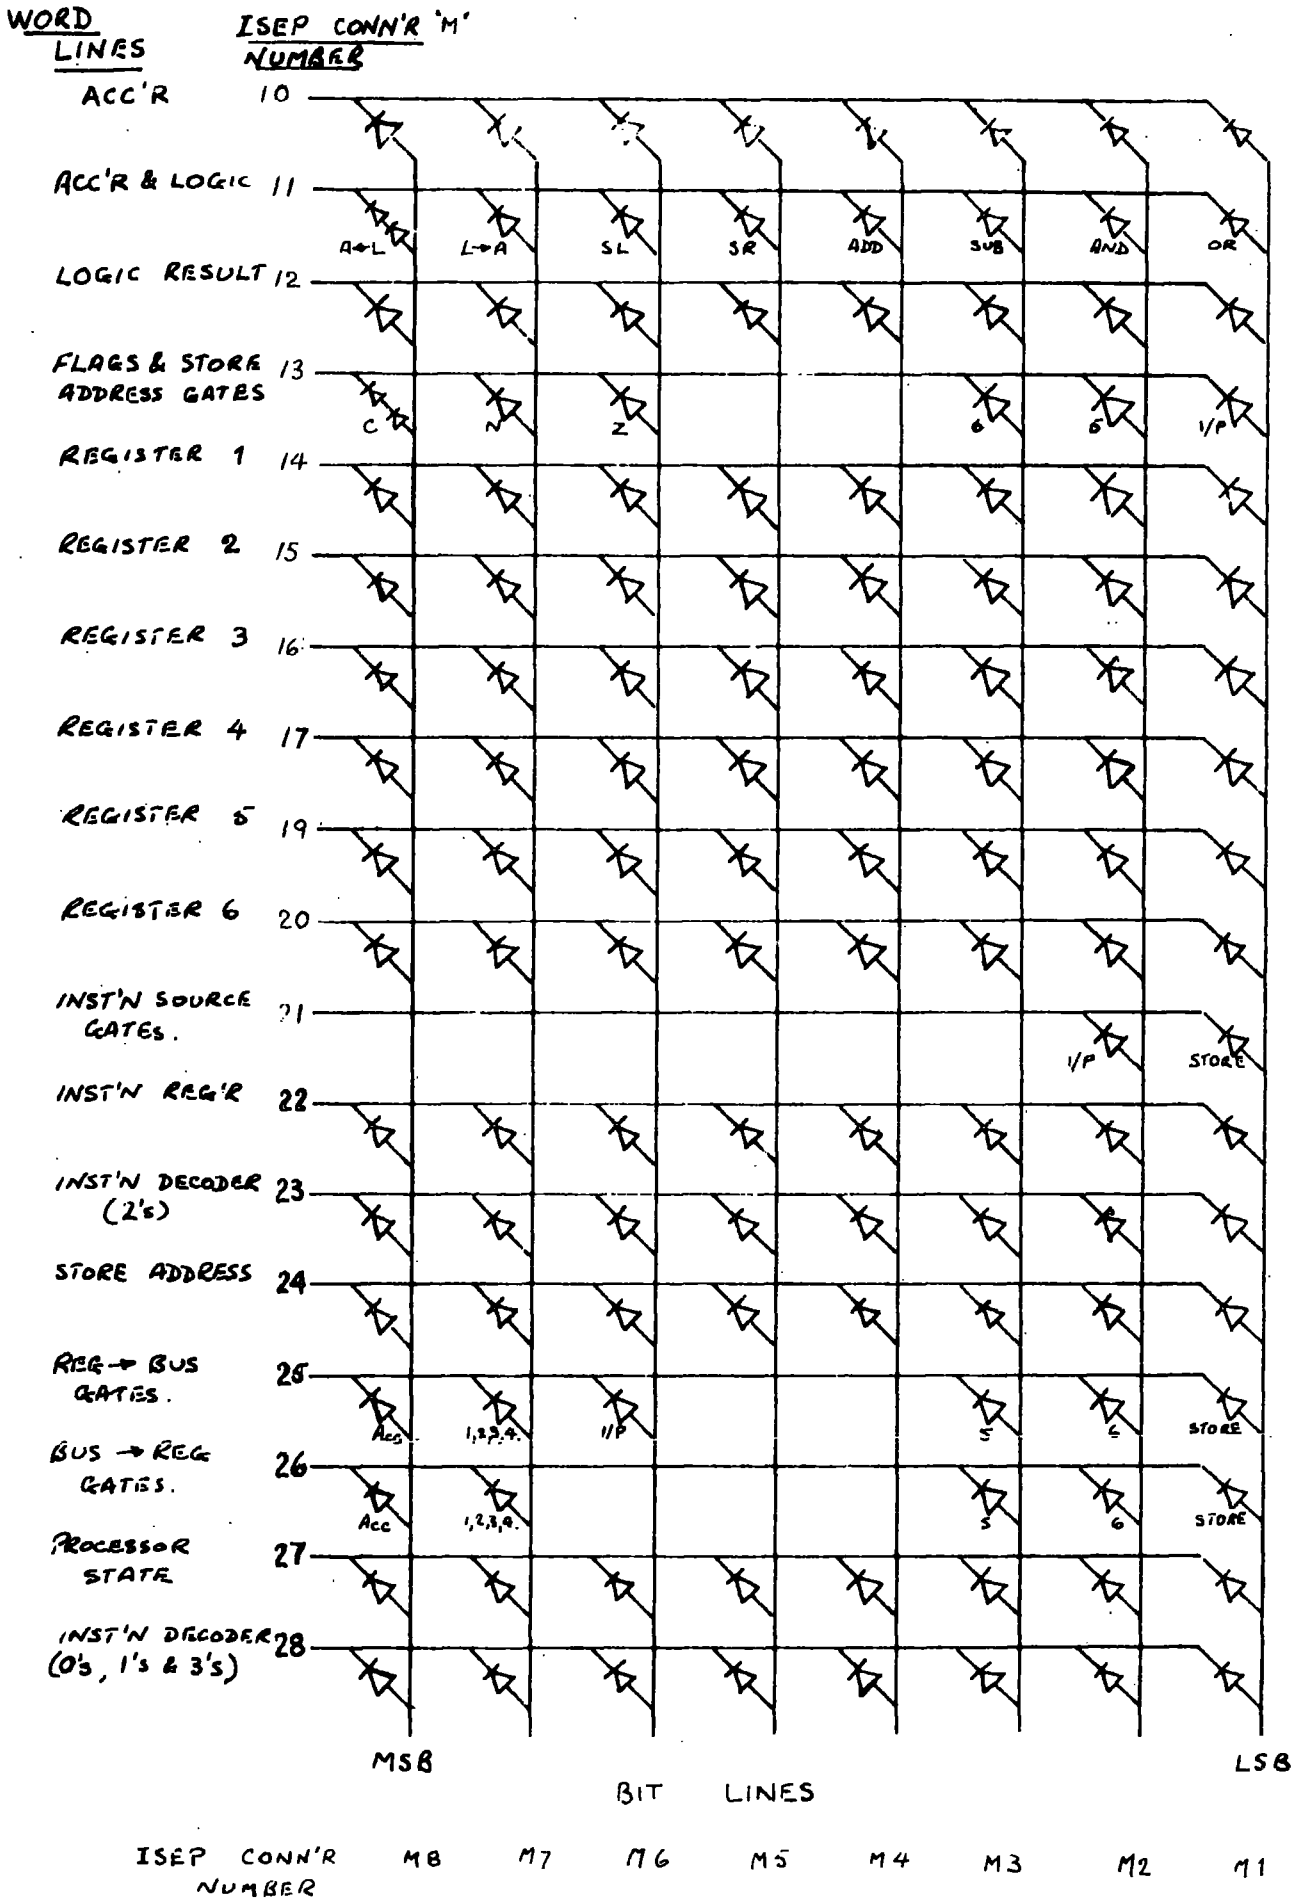 WORD LINES
ISEP CONN'R 'M' NUMBER
ACC'R 10
ACC'R & LOGIC 11
A←L L→A SL SR ADD SUB AND OR
LOGIC RESULT 12
FLAGS & STORE ADDRESS GATES 13
C N Z 6 5 I/P
REGISTER 1 14
REGISTER 2 15
REGISTER 3 16
REGISTER 4 17
REGISTER 5 19
REGISTER 6 20
INST'N SOURCE GATES. 21
I/P STORE
INST'N REG'R 22
INST'N DECODER (2's) 23
STORE ADDRESS 24
REG → BUS GATES. 25
Acc. 1,2,3,4. I/P 5 6 STORE
BUS → REG GATES. 26
Acc 1,2,3,4. 5 6 STORE
PROCESSOR STATE 27
INST'N DECODER (0's, 1's & 3's) 28
MSB LSB
BIT LINES
ISEP CONN'R NUMBER M8 M7 M6 M5 M4 M3 M2 M1